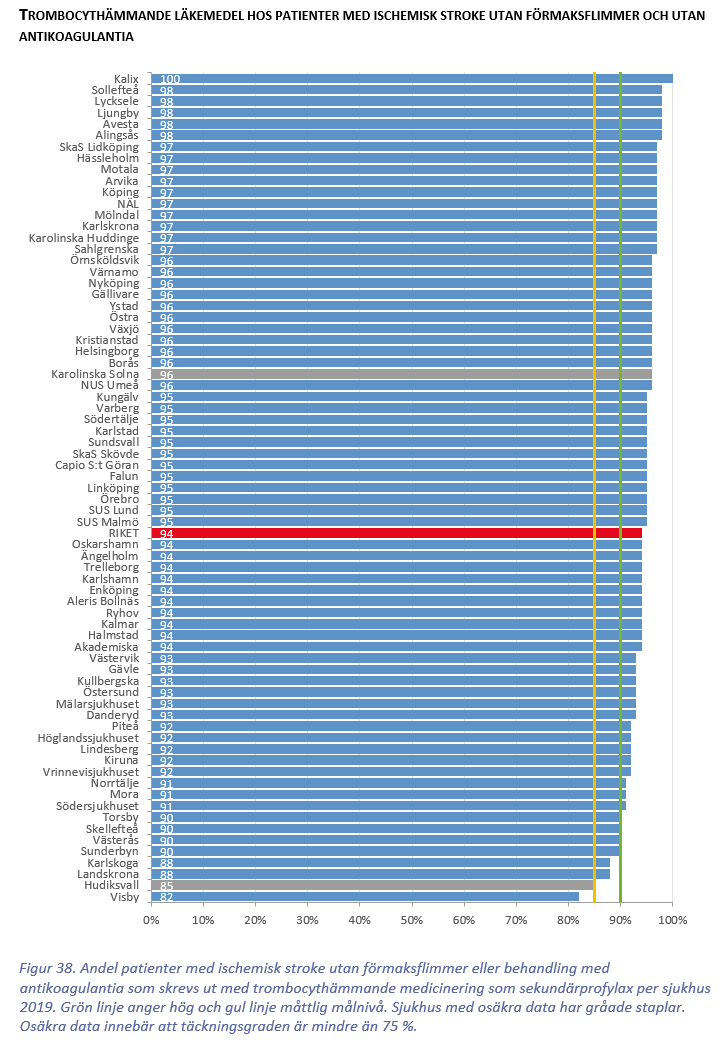 TROMBOCYTHÄMMANDE LÄKEMEDEL HOS PATIENTER MED ISCHEMISK STROKE UTAN FÖRMAKSFLIMMER OCH UTAN
ANTIKOAGULANTIA
Kalix 100
Sollefteå 98
Lycksele 98
Ljungby 98
Avesta 98
Alingsås 98
SkaS Lidköping 97
Hässleholm 97
Motala 97
Arvika 97
Köping 97
NÄL 97
Mölndal 97
Karlskrona 97
Karolinska Huddinge 97
Sahlgrenska 97
Örnsköldsvik 96
Värnamo 96
Nyköping 96
Gällivare 96
Ystad 96
Östra 96
Växjö 96
Kristianstad 96
Helsingborg 96
Borås 96
Karolinska Solna 96
NUS Umeå 96
Kungälv 95
Varberg 95
Södertälje 95
Karlstad 95
Sundsvall 95
SkaS Skövde 95
Capio S:t Göran 95
Falun 95
Linköping 95
Örebro 95
SUS Lund 95
SUS Malmö 95
RIKET 94
Oskarshamn 94
Ängelholm 94
Trelleborg 94
Karlshamn 94
Enköping 94
Aleris Bollnäs 94
Ryhov 94
Kalmar 94
Halmstad 94
Akademiska 94
Västervik 93
Gävle 93
Kullbergska 93
Östersund 93
Mälarsjukhuset 93
Danderyd 93
Piteå 92
Höglandssjukhuset 92
Lindesberg 92
Kiruna 92
Vrinnevisjukhuset 92
Norrtälje 91
Mora 91
Södersjukhuset 91
Torsby 90
Skellefteå 90
Västerås 90
Sunderbyn 90
Karlskoga 88
Landskrona 88
Hudiksvall 85
Visby 82
0% 10% 20% 30% 40% 50% 60% 70% 80% 90% 100%
Figur 38. Andel patienter med ischemisk stroke utan förmaksflimmer eller behandling med
antikoagulantia som skrevs ut med trombocythämmande medicinering som sekundärprofylax per sjukhus
2019. Grön linje anger hög och gul linje måttlig målnivå. Sjukhus med osäkra data har gråade staplar.
Osäkra data innebär att täckningsgraden är mindre än 75 %.